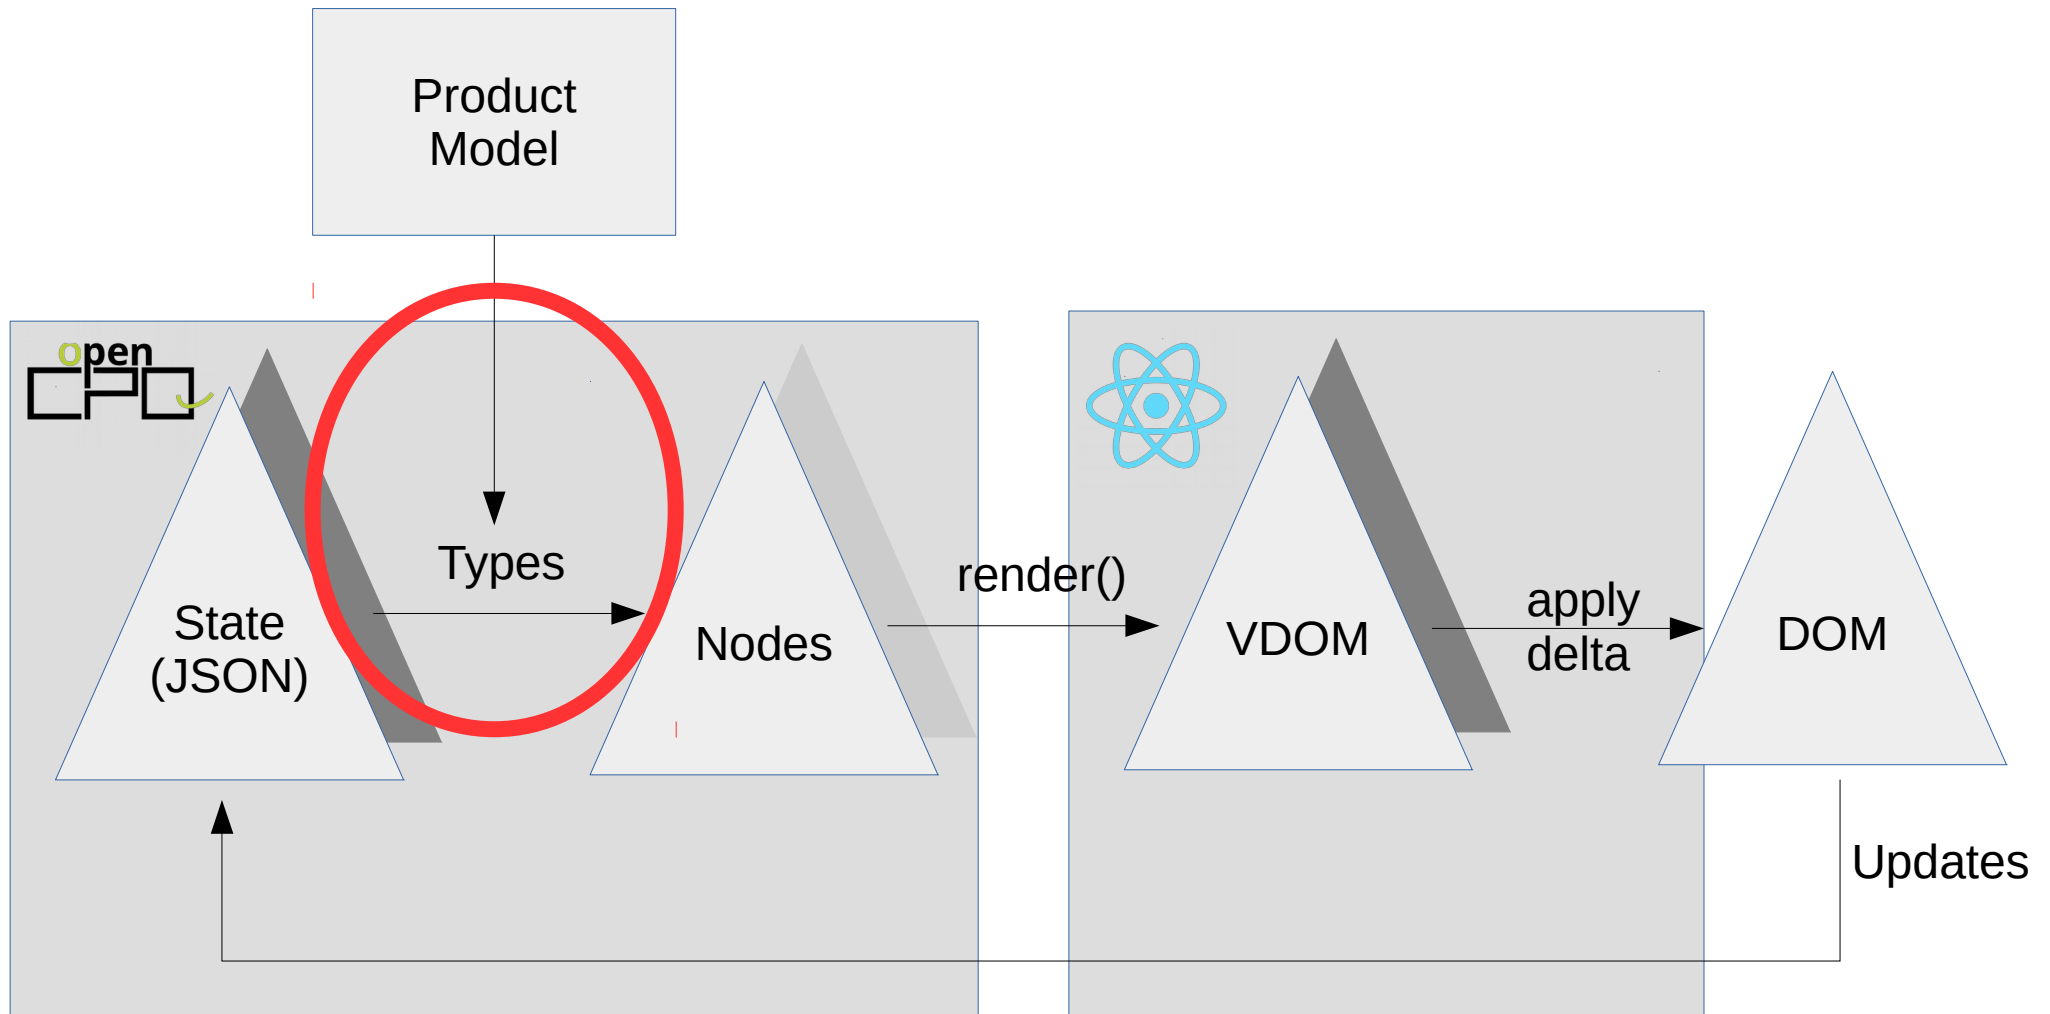 Product
Model
open
CPQ
Types
State
(JSON)
Nodes
render()
VDOM
apply
delta
DOM
Updates